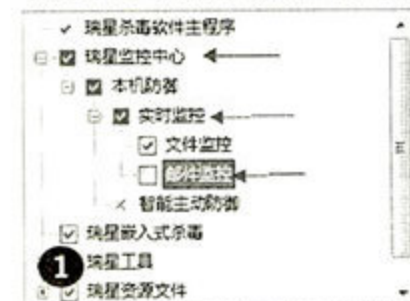 瑞星杀毒软件主程序
瑞星监控中心
本机防御
实时监控
文件监控
邮件监控
智能主动防御
瑞星嵌入式杀毒
1 瑞星工具
瑞星资源文件